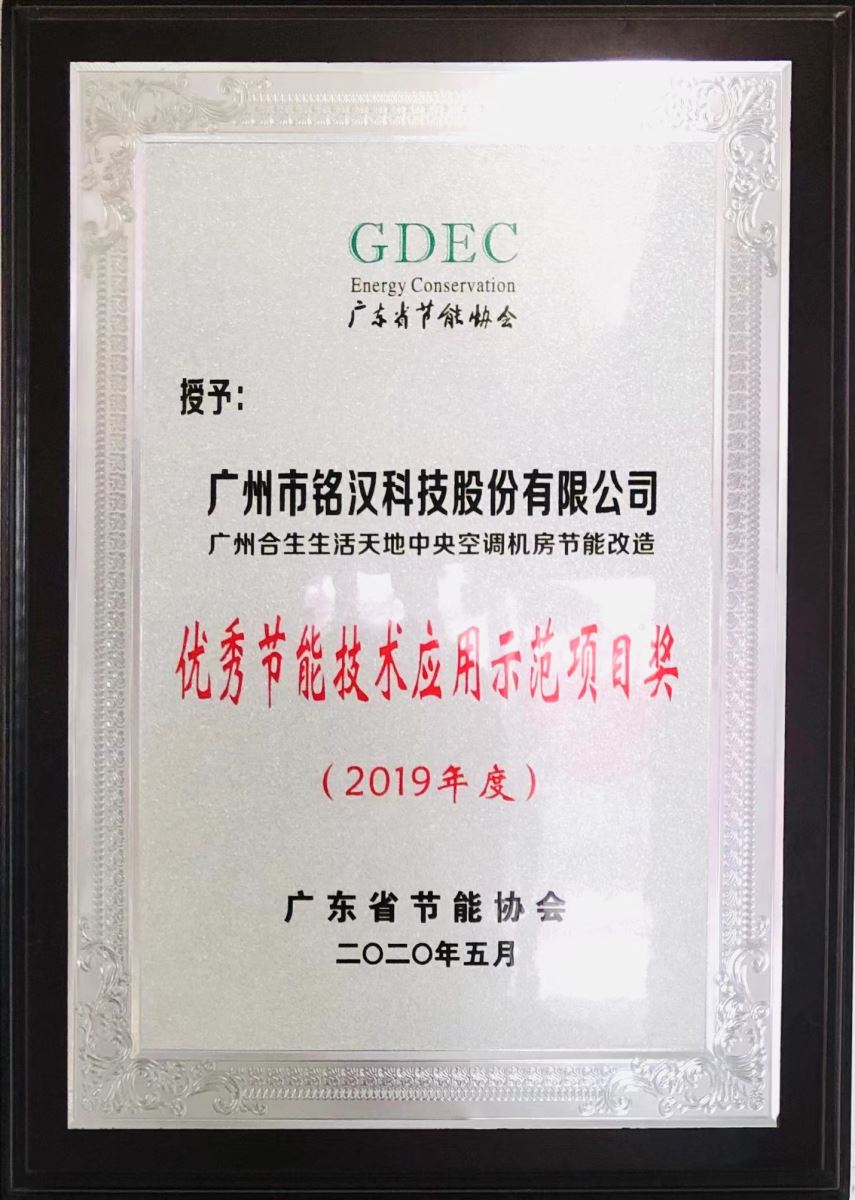 GDEC
Energy Conservation
广东省节能协会
授予：
广州市铭汉科技股份有限公司
广州合生生活天地中央空调机房节能改造
优秀节能技术应用示范项目奖
（2019年度）
广东省节能协会
二〇二〇年五月